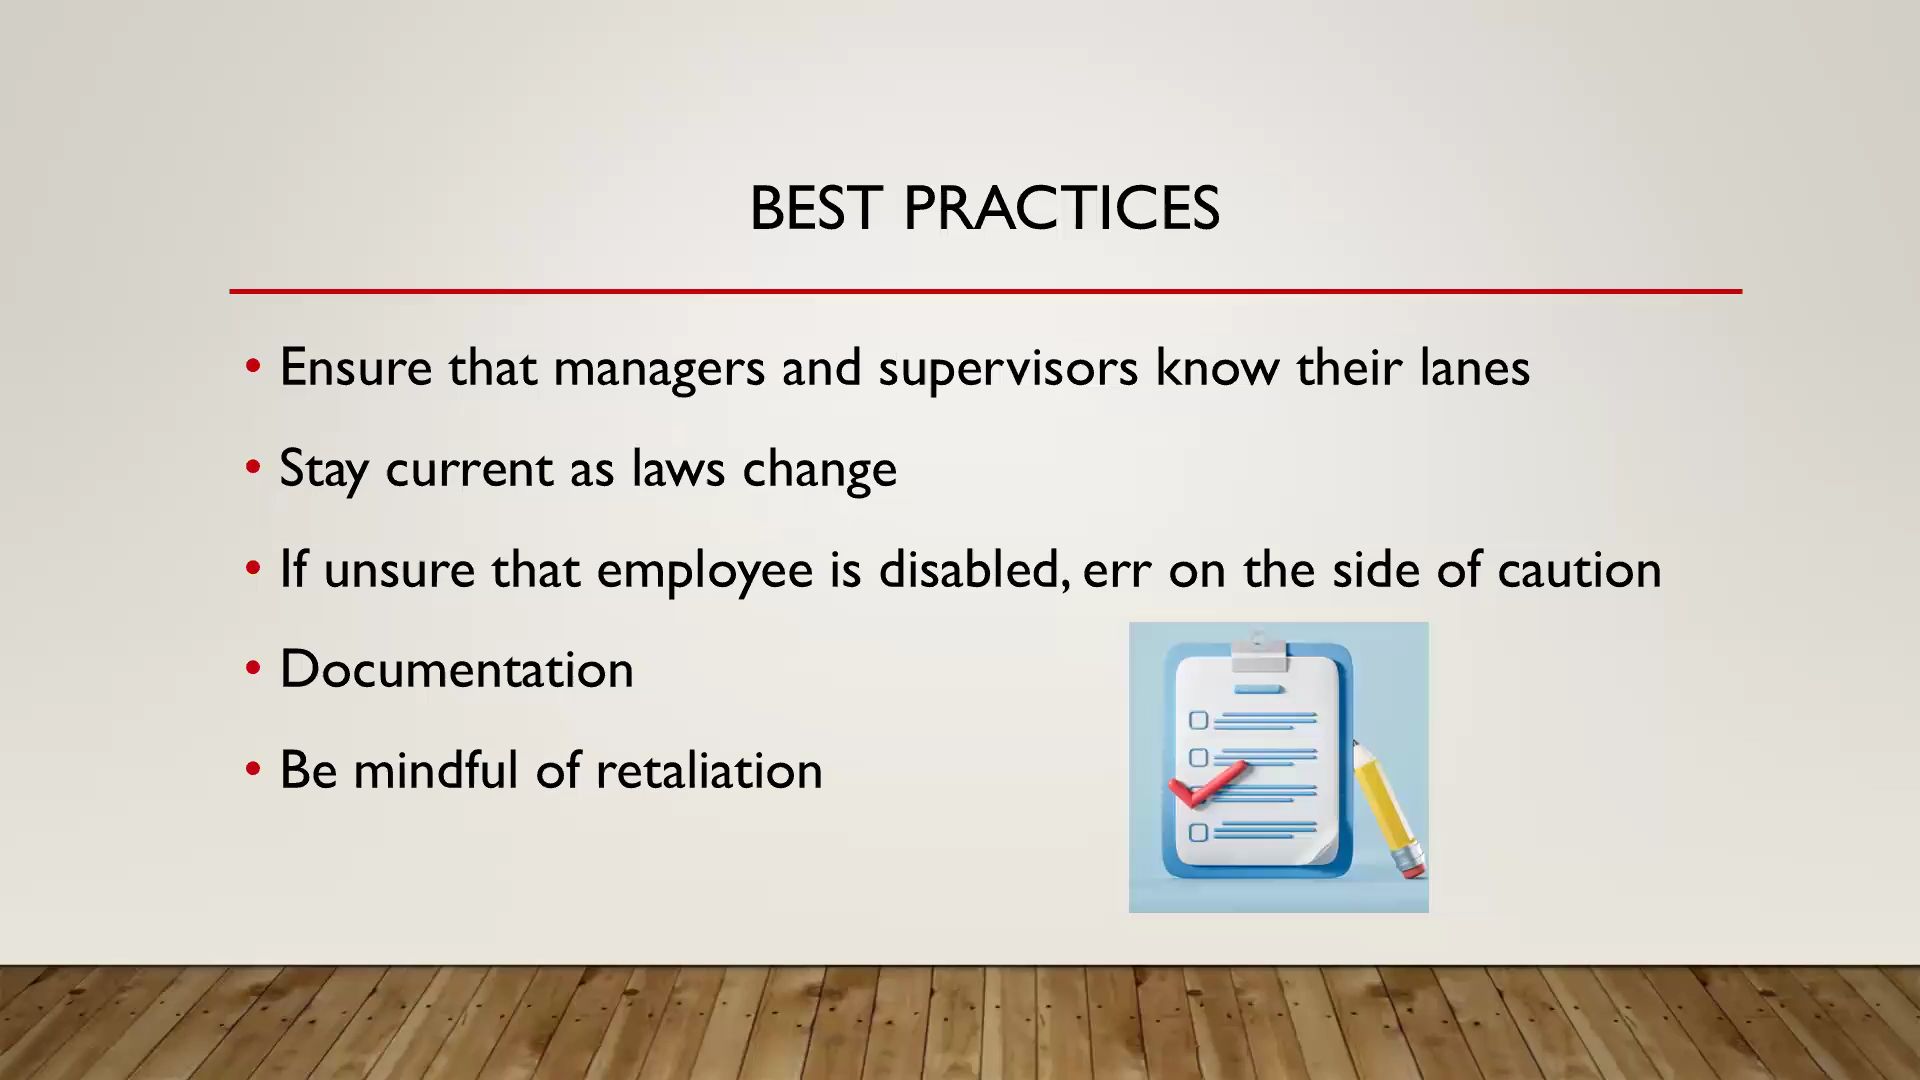 BEST PRACTICES
• Ensure that managers and supervisors know their lanes
• Stay current as laws change
• If unsure that employee is disabled, err on the side of caution
• Documentation
• Be mindful of retaliation